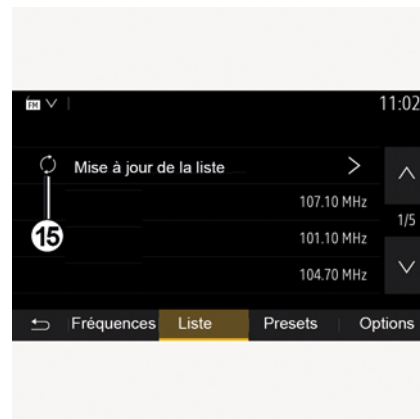 FM 11:02
Mise à jour de la liste
107.10 MHz
1/5
15
101.10 MHz
104.70 MHz
Fréquences Liste Presets Options